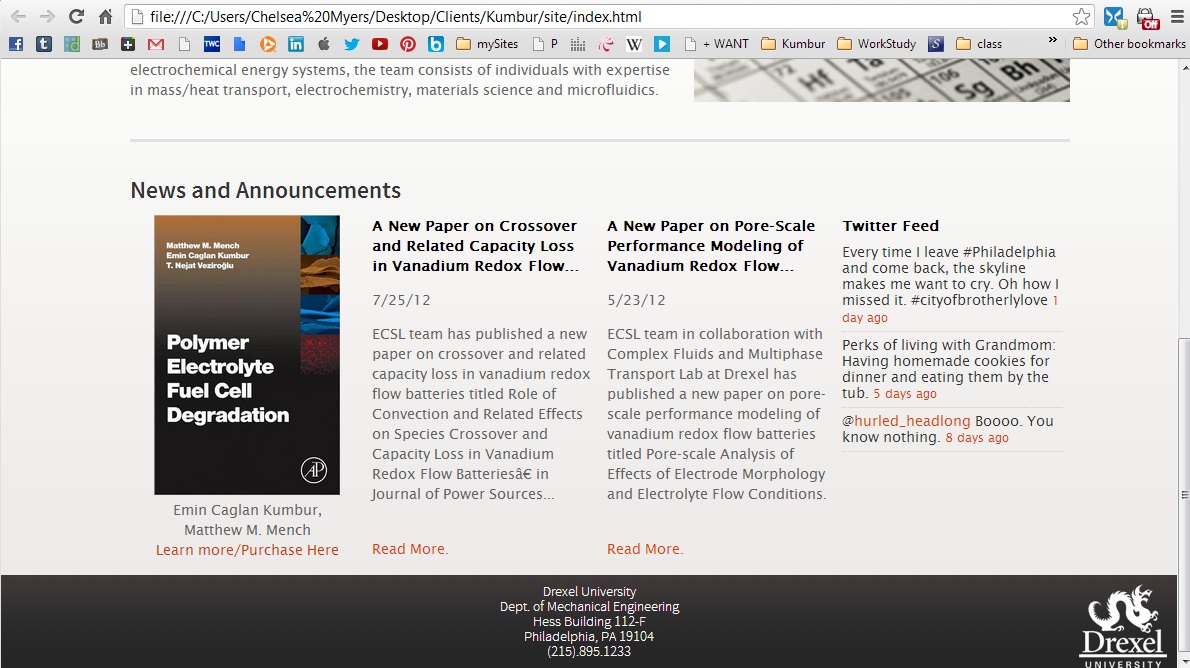 file:///C:/Users/Chelsea%20Myers/Desktop/Clients/Kumbur/site/index.html
Off
mySites
P
+ WANT
Kumbur
WorkStudy
class
»
Other bookmarks
electrochemical energy systems, the team consists of individuals with expertise
in mass/heat transport, electrochemistry, materials science and microfluidics.
72
Hf
Ta
105
106
Sg
Bh
News and Announcements
Matthew M. Mench
Emin Caglan Kumbur
T. Nejat Veziroğlu
Polymer
Electrolyte
Fuel Cell
Degradation
AP
Emin Caglan Kumbur,
Matthew M. Mench
Learn more/Purchase Here
A New Paper on Crossover
and Related Capacity Loss
in Vanadium Redox Flow...
7/25/12
ECSL team has published a new
paper on crossover and related
capacity loss in vanadium redox
flow batteries titled Role of
Convection and Related Effects
on Species Crossover and
Capacity Loss in Vanadium
Redox Flow Batteriesâ€ in
Journal of Power Sources...
Read More.
A New Paper on Pore-Scale
Performance Modeling of
Vanadium Redox Flow...
5/23/12
ECSL team in collaboration with
Complex Fluids and Multiphase
Transport Lab at Drexel has
published a new paper on pore-
scale performance modeling of
vanadium redox flow batteries
titled Pore-scale Analysis of
Effects of Electrode Morphology
and Electrolyte Flow Conditions.
Read More.
Twitter Feed
Every time I leave #Philadelphia
and come back, the skyline
makes me want to cry. Oh how I
missed it. #cityofbrotherlylove 1
day ago
Perks of living with Grandmom:
Having homemade cookies for
dinner and eating them by the
tub. 5 days ago
@hurled_headlong Boooo. You
know nothing. 8 days ago
Drexel University
Dept. of Mechanical Engineering
Hess Building 112-F
Philadelphia, PA 19104
(215).895.1233
Drexel
UNIVERSITY